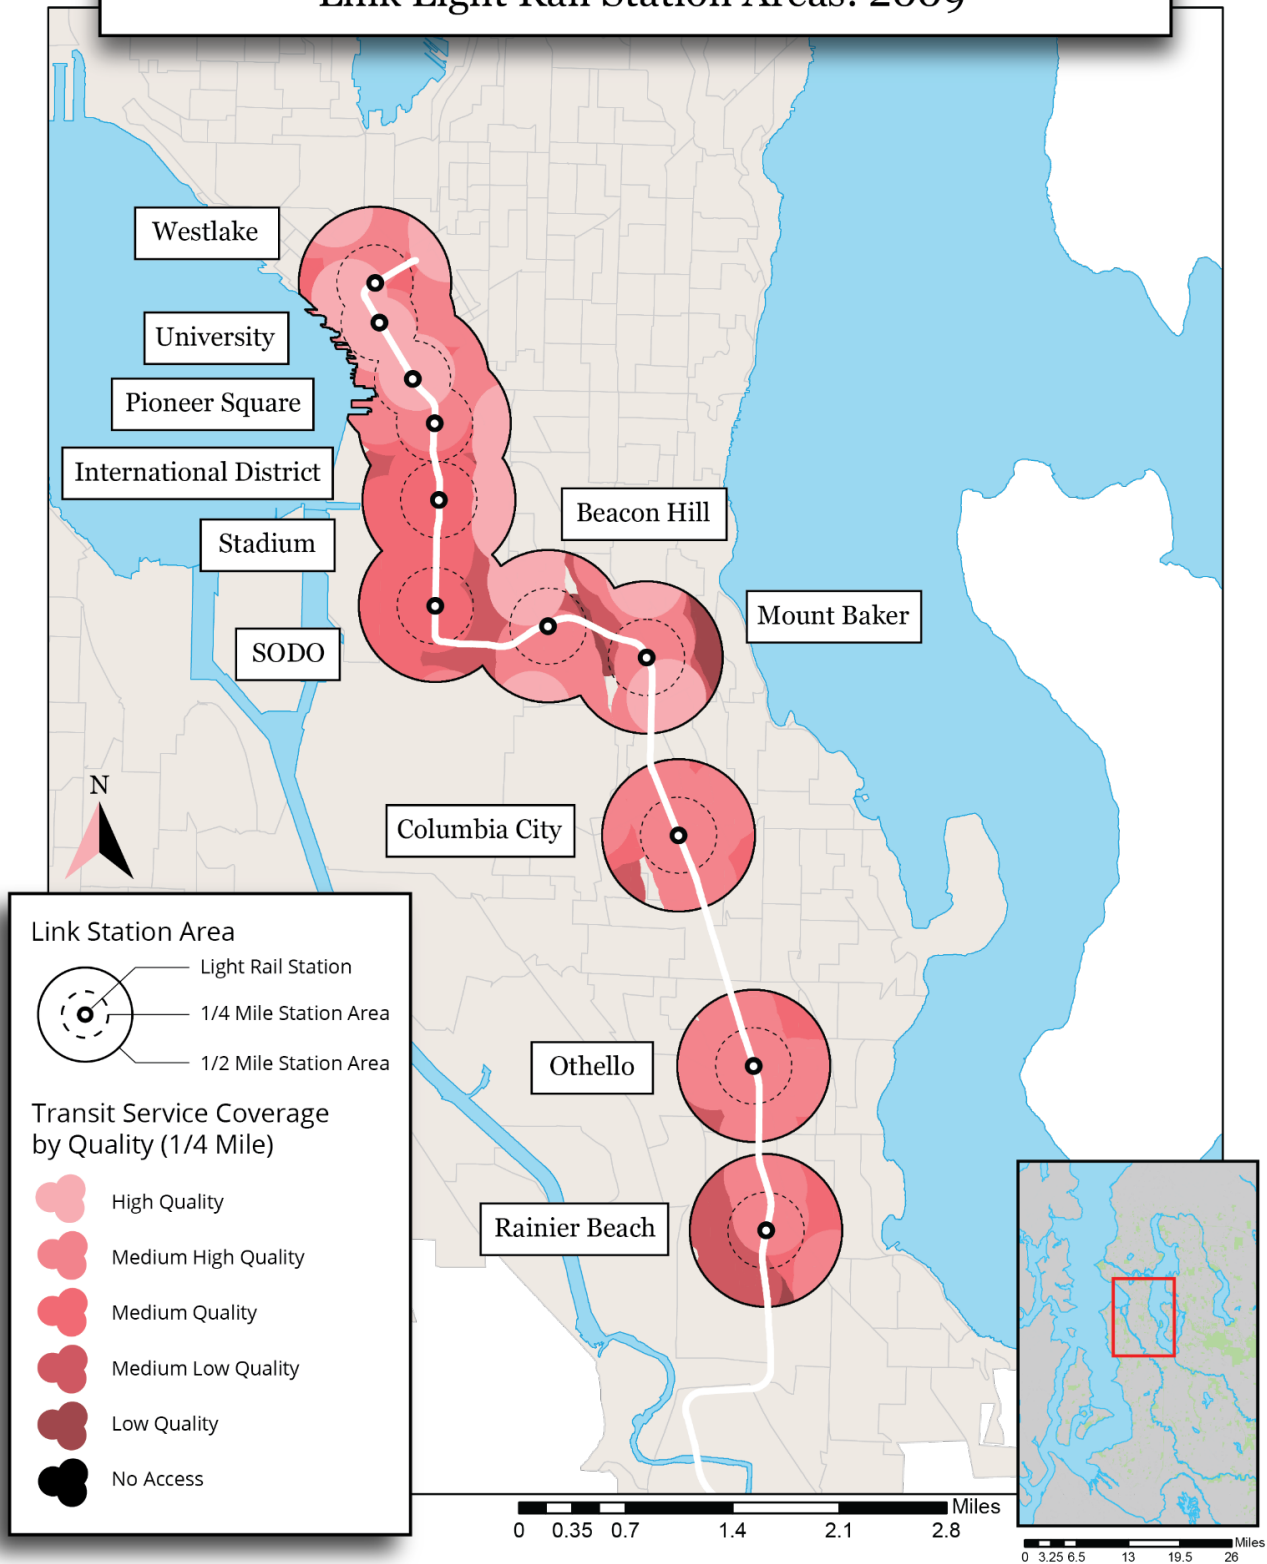 Link Light Rail Station Areas: 2009
Westlake
University
Pioneer Square
International District
Beacon Hill
Stadium
Mount Baker
SODO
N
Columbia City
Link Station Area
Light Rail Station
1/4 Mile Station Area
1/2 Mile Station Area
Othello
Transit Service Coverage
by Quality (1/4 Mile)
High Quality
Rainier Beach
Medium High Quality
Medium Quality
Medium Low Quality
Low Quality
No Access
Miles
0 0.35 0.7 1.4 2.1 2.8
Miles
0 3.25 6.5 13 19.5 26